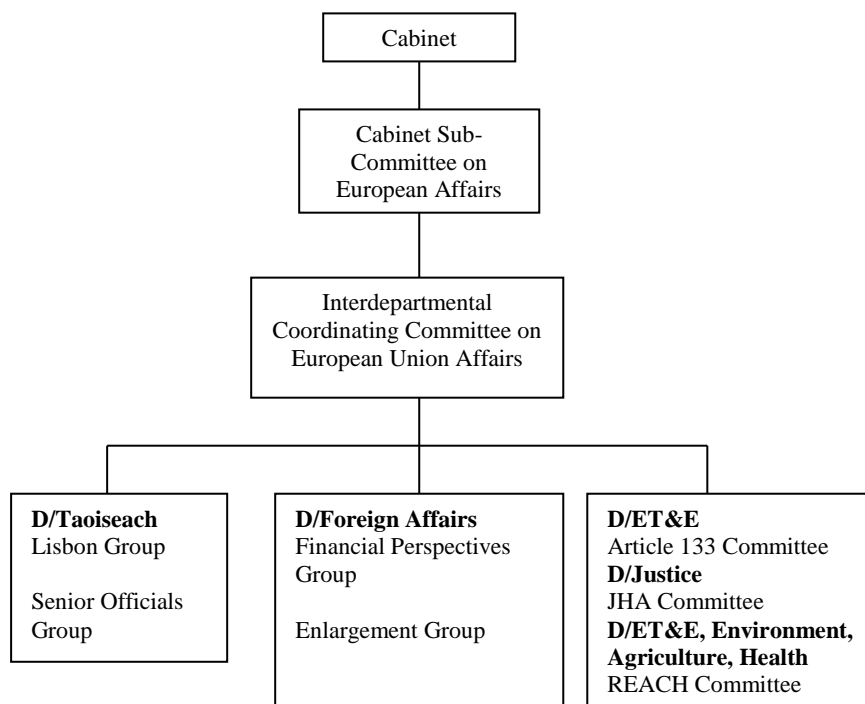 Cabinet
Cabinet Sub-
Committee on
European Affairs
Interdepartmental
Coordinating Committee on
European Union Affairs
D/Taoiseach
Lisbon Group
Senior Officials
Group
D/Foreign Affairs
Financial Perspectives
Group
Enlargement Group
D/ET&E
Article 133 Committee
D/Justice
JHA Committee
D/ET&E, Environment,
Agriculture, Health
REACH Committee